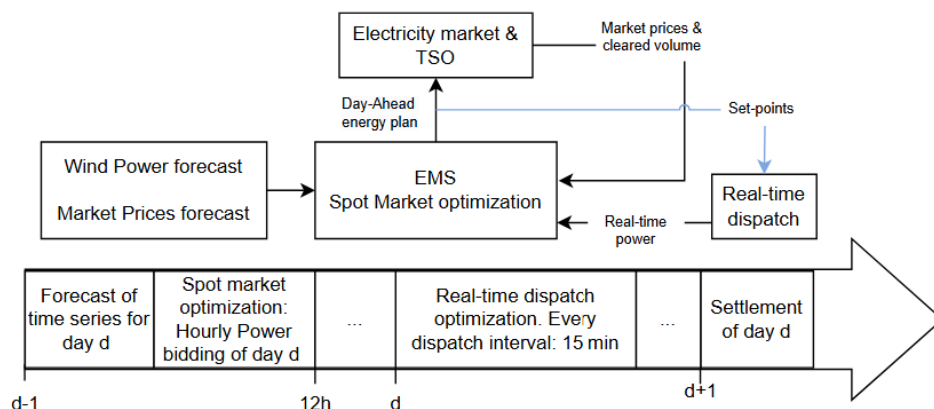 Electricity market &
TSO
Market prices &
cleared volume
Day-Ahead
energy plan
Set-points
Wind Power forecast
Market Prices forecast
EMS
Spot Market optimization
Real-time
dispatch
Real-time
power
Forecast of
time series for
day d
Spot market
optimization:
Hourly Power
bidding of day d
...
Real-time dispatch
optimization. Every
dispatch interval: 15 min
...
Settlement
of day d
d-1
12h
d
d+1